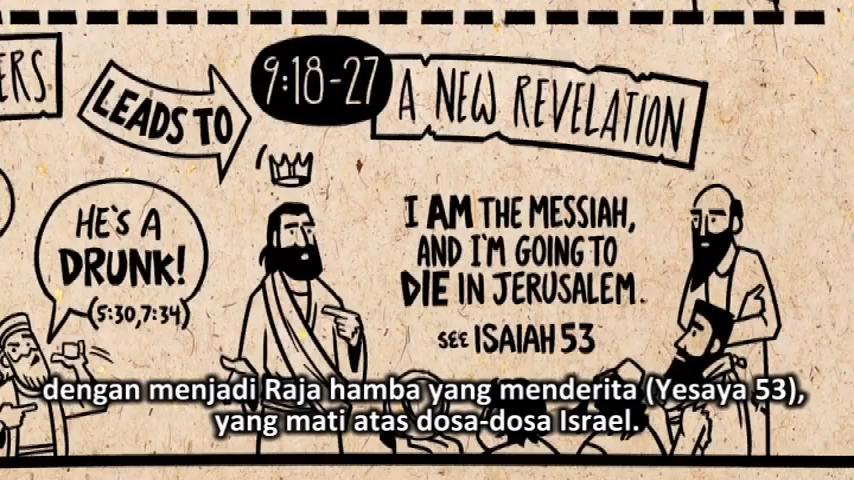 ERS
LEADS TO
9:18-27
A NEW REVELATION
HE'S A
DRUNK!
(5:30,7:34)
I AM THE MESSIAH,
AND I'M GOING TO
DIE IN JERUSALEM.
SEE ISAIAH 53
dengan menjadi Raja hamba yang menderita (Yesaya 53),
yang mati atas dosa-dosa Israel.